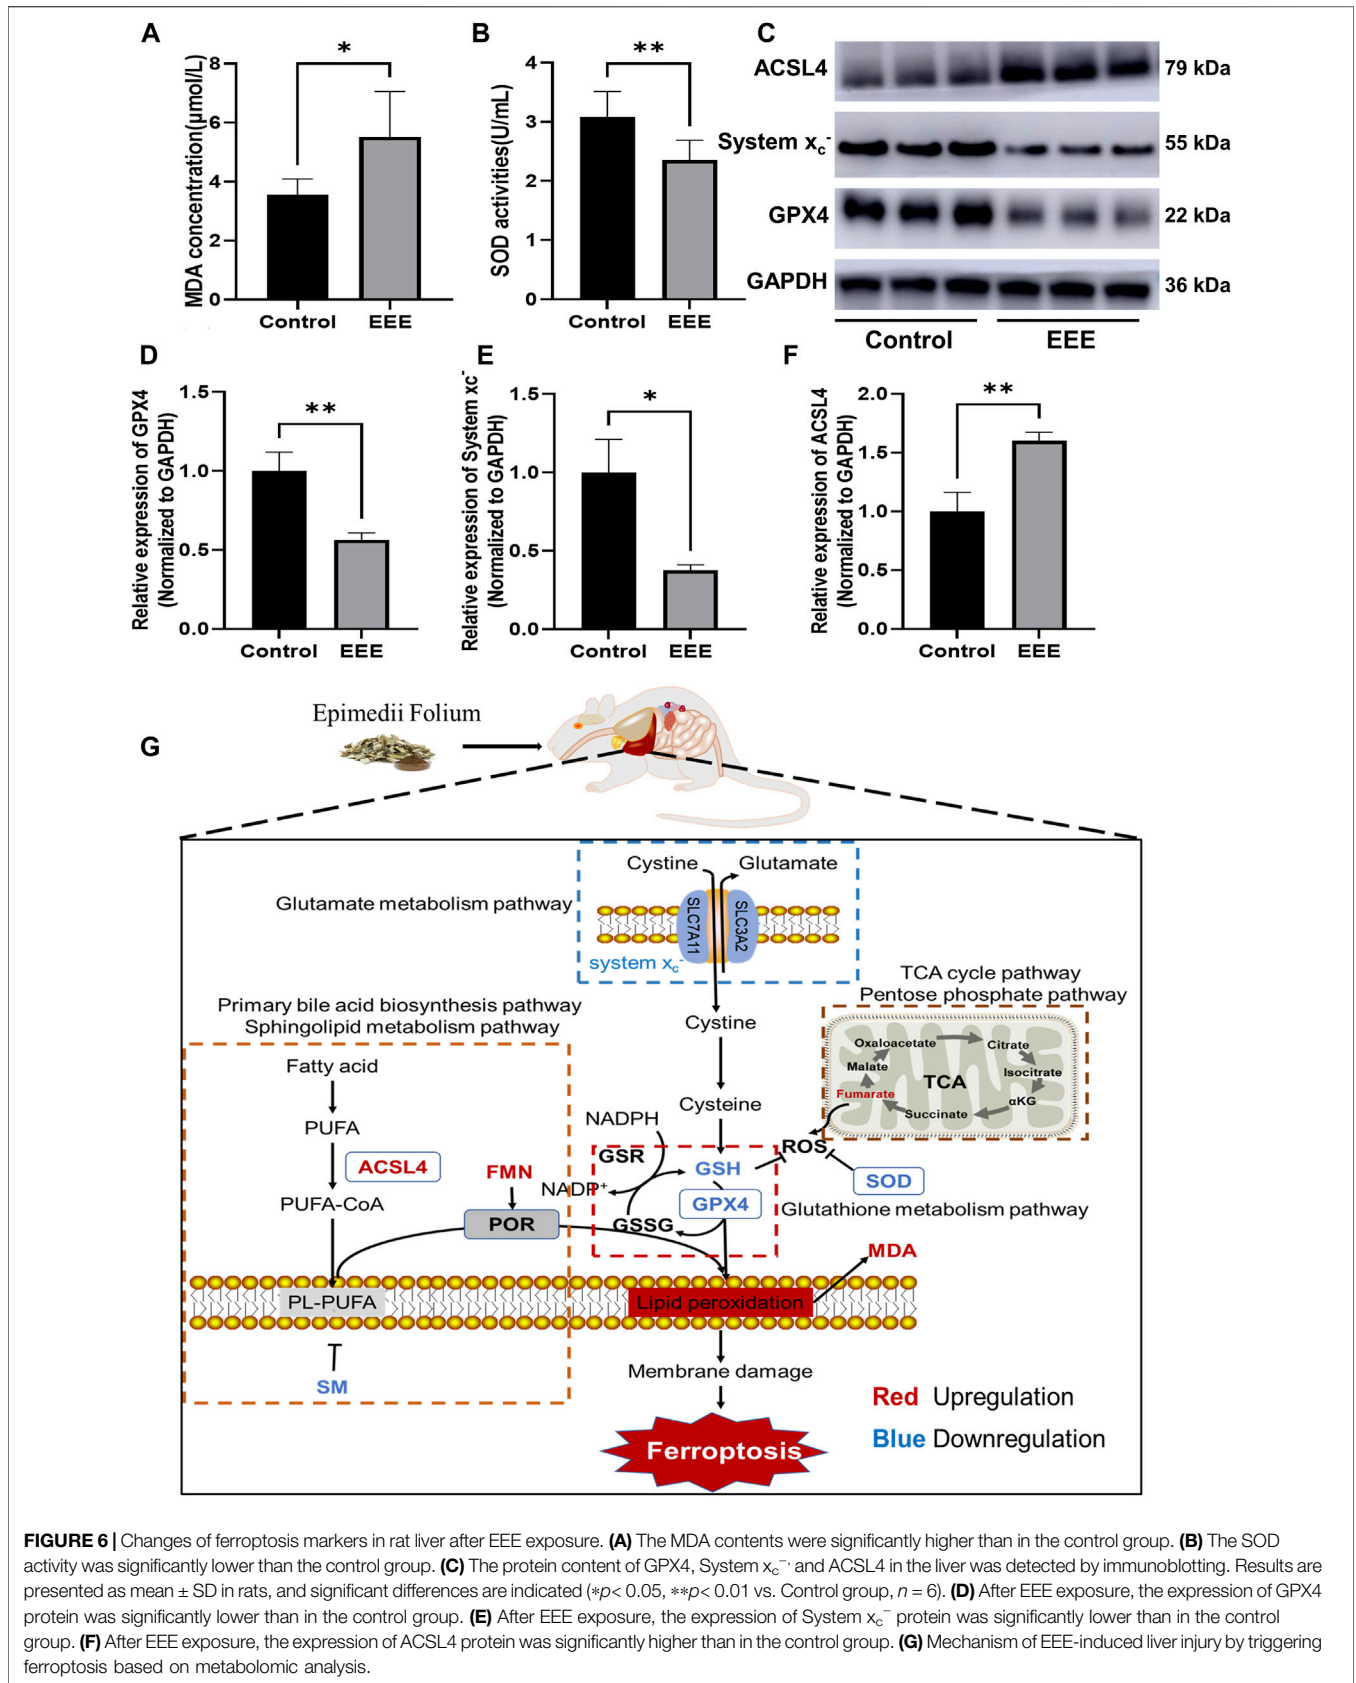 A
*
MDA concentration(μmol/L)
8
6
4
2
0
Control EEE
B
**
SOD activities(U/mL)
4
3
2
1
0
Control EEE
C
ACSL4 79 kDa
System xc- 55 kDa
GPX4 22 kDa
GAPDH 36 kDa
Control EEE
D
**
Relative expression of GPX4
(Normalized to GAPDH)
1.5
1.0
0.5
0.0
Control EEE
E
*
Relative expression of System xc-
(Normalized to GAPDH)
1.5
1.0
0.5
0.0
Control EEE
F
**
Relative expression of ACSL4
(Normalized to GAPDH)
2.0
1.5
1.0
0.5
0.0
Control EEE
G
Epimedii Folium
Cystine Glutamate
Glutamate metabolism pathway
SLC7A11
SLC3A2
system xc-
TCA cycle pathway
Pentose phosphate pathway
Primary bile acid biosynthesis pathway
Sphingolipid metabolism pathway
Cystine
Oxaloacetate
Citrate
Malate
Isocitrate
TCA
Fumarate
αKG
Succinate
Fatty acid
Cysteine
NADPH
PUFA
ROS
GSR
ACSL4
FMN
GSH
SOD
NADP+
PUFA-CoA
GPX4
Glutathione metabolism pathway
POR
GSSG
MDA
PL-PUFA
Lipid peroxidation
Membrane damage
SM
Red Upregulation
Blue Downregulation
Ferroptosis
FIGURE 6 | Changes of ferroptosis markers in rat liver after EEE exposure. (A) The MDA contents were significantly higher than in the control group. (B) The SOD
activity was significantly lower than the control group. (C) The protein content of GPX4, System xc−, and ACSL4 in the liver was detected by immunoblotting. Results are
presented as mean ± SD in rats, and significant differences are indicated (*p< 0.05, **p< 0.01 vs. Control group, n = 6). (D) After EEE exposure, the expression of GPX4
protein was significantly lower than in the control group. (E) After EEE exposure, the expression of System xc− protein was significantly lower than in the control
group. (F) After EEE exposure, the expression of ACSL4 protein was significantly higher than in the control group. (G) Mechanism of EEE-induced liver injury by triggering
ferroptosis based on metabolomic analysis.